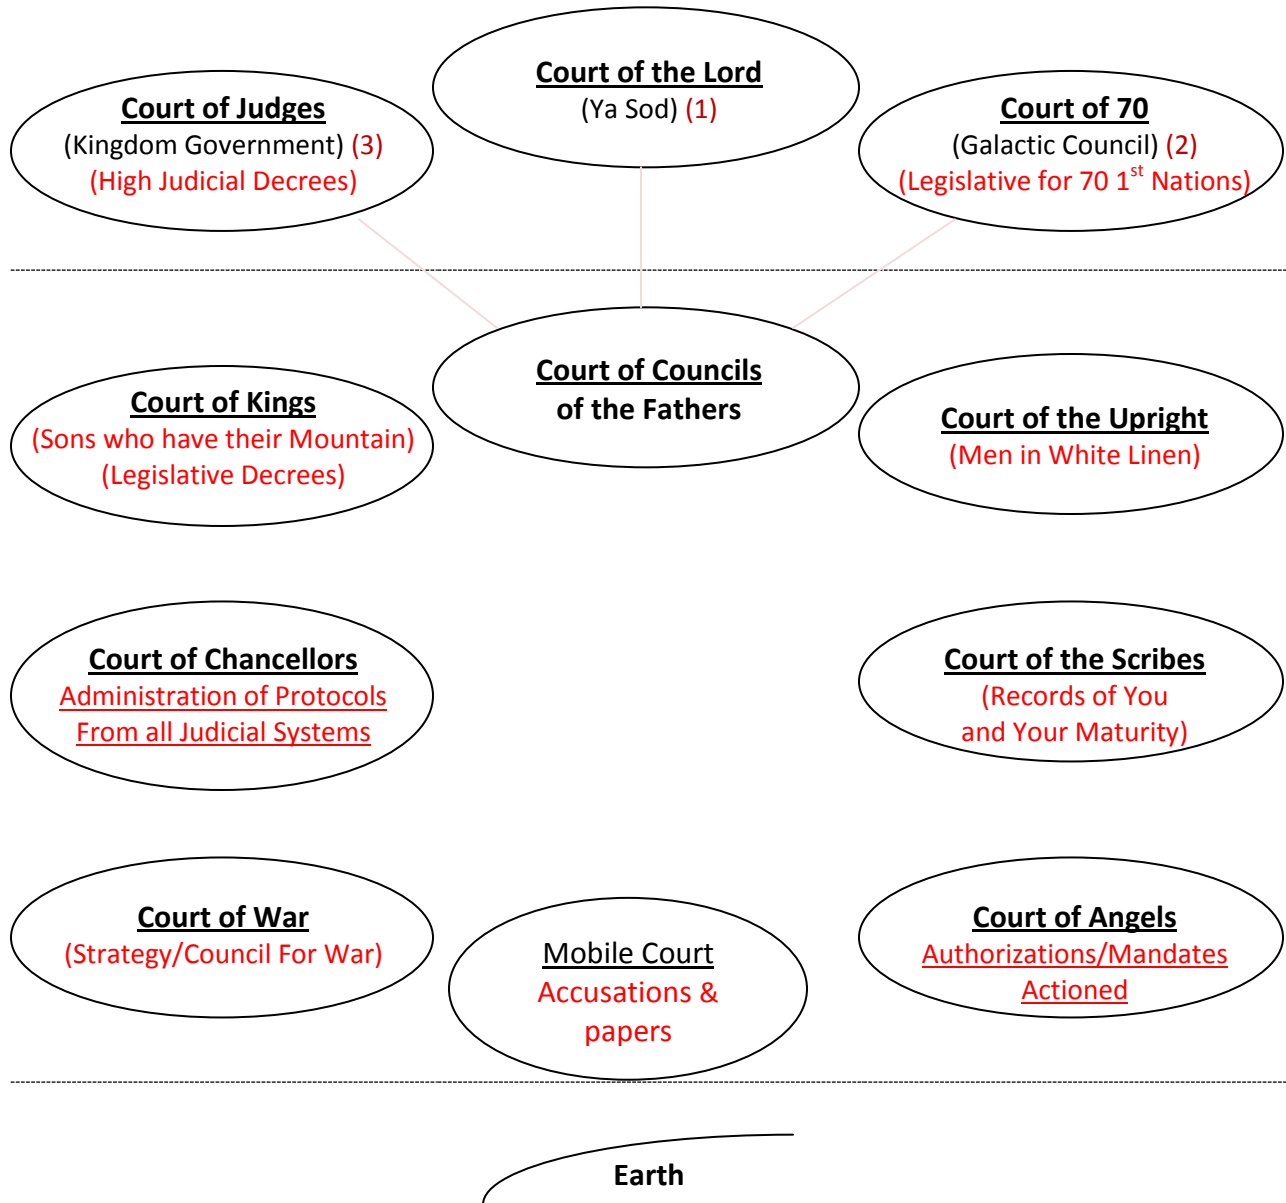 Court of the Lord
(Ya Sod) (1)
Court of Judges
(Kingdom Government) (3)
(High Judicial Decrees)
Court of 70
(Galactic Council) (2)
(Legislative for 70 1st Nations)
Court of Councils
of the Fathers
Court of Kings
(Sons who have their Mountain)
(Legislative Decrees)
Court of the Upright
(Men in White Linen)
Court of Chancellors
Administration of Protocols
From all Judicial Systems
Court of the Scribes
(Records of You
and Your Maturity)
Court of War
(Strategy/Council For War)
Mobile Court
Accusations &
papers
Court of Angels
Authorizations/Mandates
Actioned
Earth